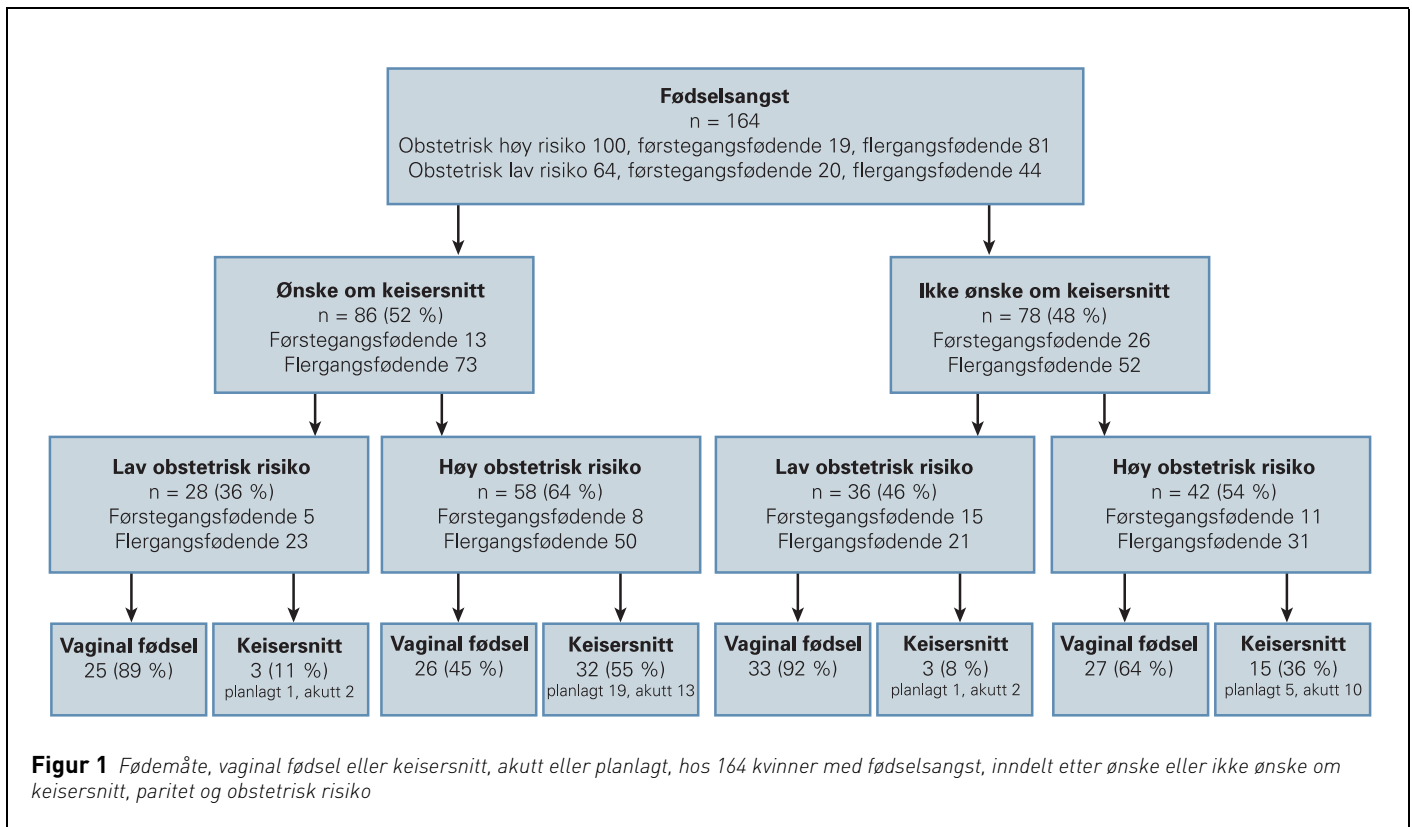 Fødselsangst
n = 164
Obstetrisk høy risiko 100, førstegangsfødende 19, flergangsfødende 81
Obstetrisk lav risiko 64, førstegangsfødende 20, flergangsfødende 44
Ønske om keisersnitt
n = 86 (52 %)
Førstegangsfødende 13
Flergangsfødende 73
Ikke ønske om keisersnitt
n = 78 (48 %)
Førstegangsfødende 26
Flergangsfødende 52
Lav obstetrisk risiko
n = 28 (36 %)
Førstegangsfødende 5
Flergangsfødende 23
Høy obstetrisk risiko
n = 58 (64 %)
Førstegangsfødende 8
Flergangsfødende 50
Lav obstetrisk risiko
n = 36 (46 %)
Førstegangsfødende 15
Flergangsfødende 21
Høy obstetrisk risiko
n = 42 (54 %)
Førstegangsfødende 11
Flergangsfødende 31
Vaginal fødsel
25 (89 %)
Keisersnitt
3 (11 %)
planlagt 1, akutt 2
Vaginal fødsel
26 (45 %)
Keisersnitt
32 (55 %)
planlagt 19, akutt 13
Vaginal fødsel
33 (92 %)
Keisersnitt
3 (8 %)
planlagt 1, akutt 2
Vaginal fødsel
27 (64 %)
Keisersnitt
15 (36 %)
planlagt 5, akutt 10
Figur 1 Fødemåte, vaginal fødsel eller keisersnitt, akutt eller planlagt, hos 164 kvinner med fødselsangst, inndelt etter ønske eller ikke ønske om
keisersnitt, paritet og obstetrisk risiko